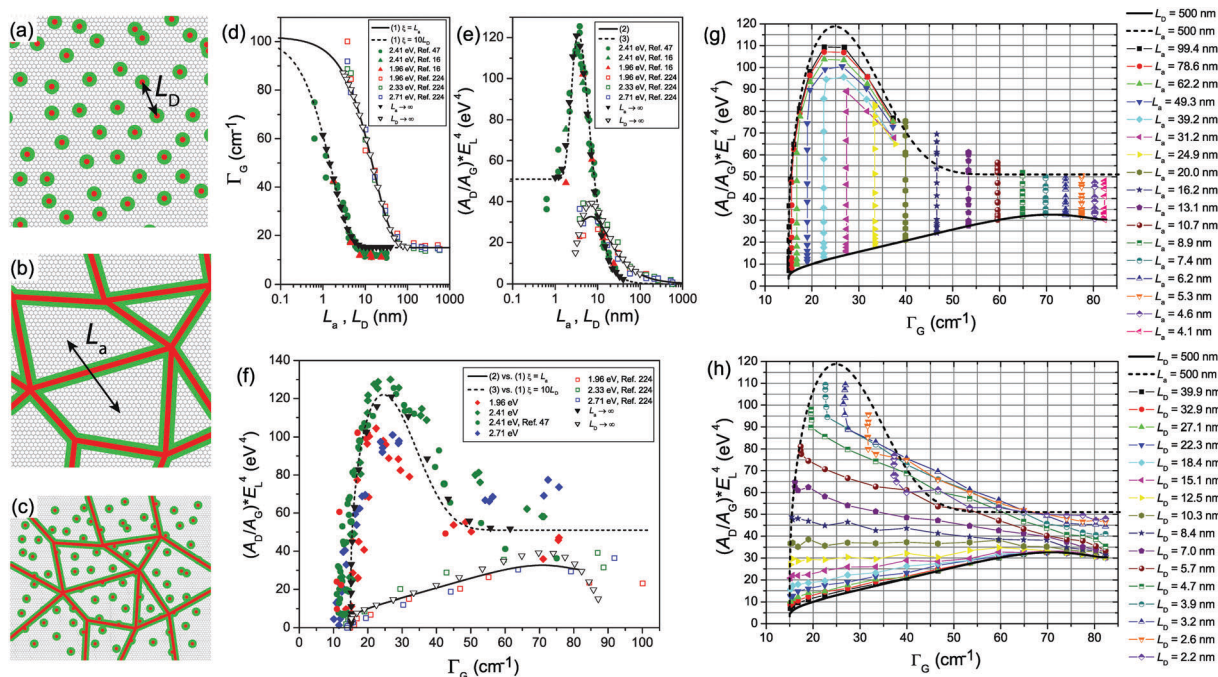 (a)
L_D
(b)
L_a
(c)
(d)
Γ_G (cm⁻¹)
120
100
80
60
40
20
0
0.1 1 10 100 1000
L_a , L_D (nm)
(1) ξ = L_a
(1) ξ = 10L_D
2.41 eV, Ref. 47
2.41 eV, Ref. 16
1.96 eV, Ref. 16
1.96 eV, Ref. 224
2.33 eV, Ref. 224
2.71 eV, Ref. 224
L_a → ∞
L_D → ∞
(e)
(A_D/A_G)*E_L^4 (eV⁴)
140
120
100
80
60
40
20
0
0.1 1 10 100 1000
L_a , L_D (nm)
(2)
(3)
2.41 eV, Ref. 47
2.41 eV, Ref. 16
1.96 eV, Ref. 16
1.96 eV, Ref. 224
2.33 eV, Ref. 224
2.71 eV, Ref. 224
L_a → ∞
L_D → ∞
(f)
(A_D/A_G)*E_L^4 (eV⁴)
140
120
100
80
60
40
20
0
0 10 20 30 40 50 60 70 80 90 100
Γ_G (cm⁻¹)
(2) vs. (1) ξ = L_a
(3) vs. (1) ξ = 10L_D
1.96 eV
2.41 eV
2.41 eV, Ref. 47
2.71 eV
1.96 eV, Ref. 224
2.33 eV, Ref. 224
2.71 eV, Ref. 224
L_a → ∞
L_D → ∞
(g)
(A_D/A_G)*E_L^4 (eV⁴)
120
110
100
90
80
70
60
50
40
30
20
10
0
10 20 30 40 50 60 70 80
Γ_G (cm⁻¹)
L_D = 500 nm
L_a = 500 nm
L_a = 99.4 nm
L_a = 78.6 nm
L_a = 62.2 nm
L_a = 49.3 nm
L_a = 39.2 nm
L_a = 31.2 nm
L_a = 24.9 nm
L_a = 20.0 nm
L_a = 16.2 nm
L_a = 13.1 nm
L_a = 10.7 nm
L_a = 8.9 nm
L_a = 7.4 nm
L_a = 6.2 nm
L_a = 5.3 nm
L_a = 4.6 nm
L_a = 4.1 nm
(h)
(A_D/A_G)*E_L^4 (eV⁴)
120
110
100
90
80
70
60
50
40
30
20
10
0
10 20 30 40 50 60 70 80
Γ_G (cm⁻¹)
L_D = 500 nm
L_a = 500 nm
L_D = 39.9 nm
L_D = 32.9 nm
L_D = 27.1 nm
L_D = 22.3 nm
L_D = 18.4 nm
L_D = 15.1 nm
L_D = 12.5 nm
L_D = 10.3 nm
L_D = 8.4 nm
L_D = 7.0 nm
L_D = 5.7 nm
L_D = 4.7 nm
L_D = 3.9 nm
L_D = 3.2 nm
L_D = 2.6 nm
L_D = 2.2 nm